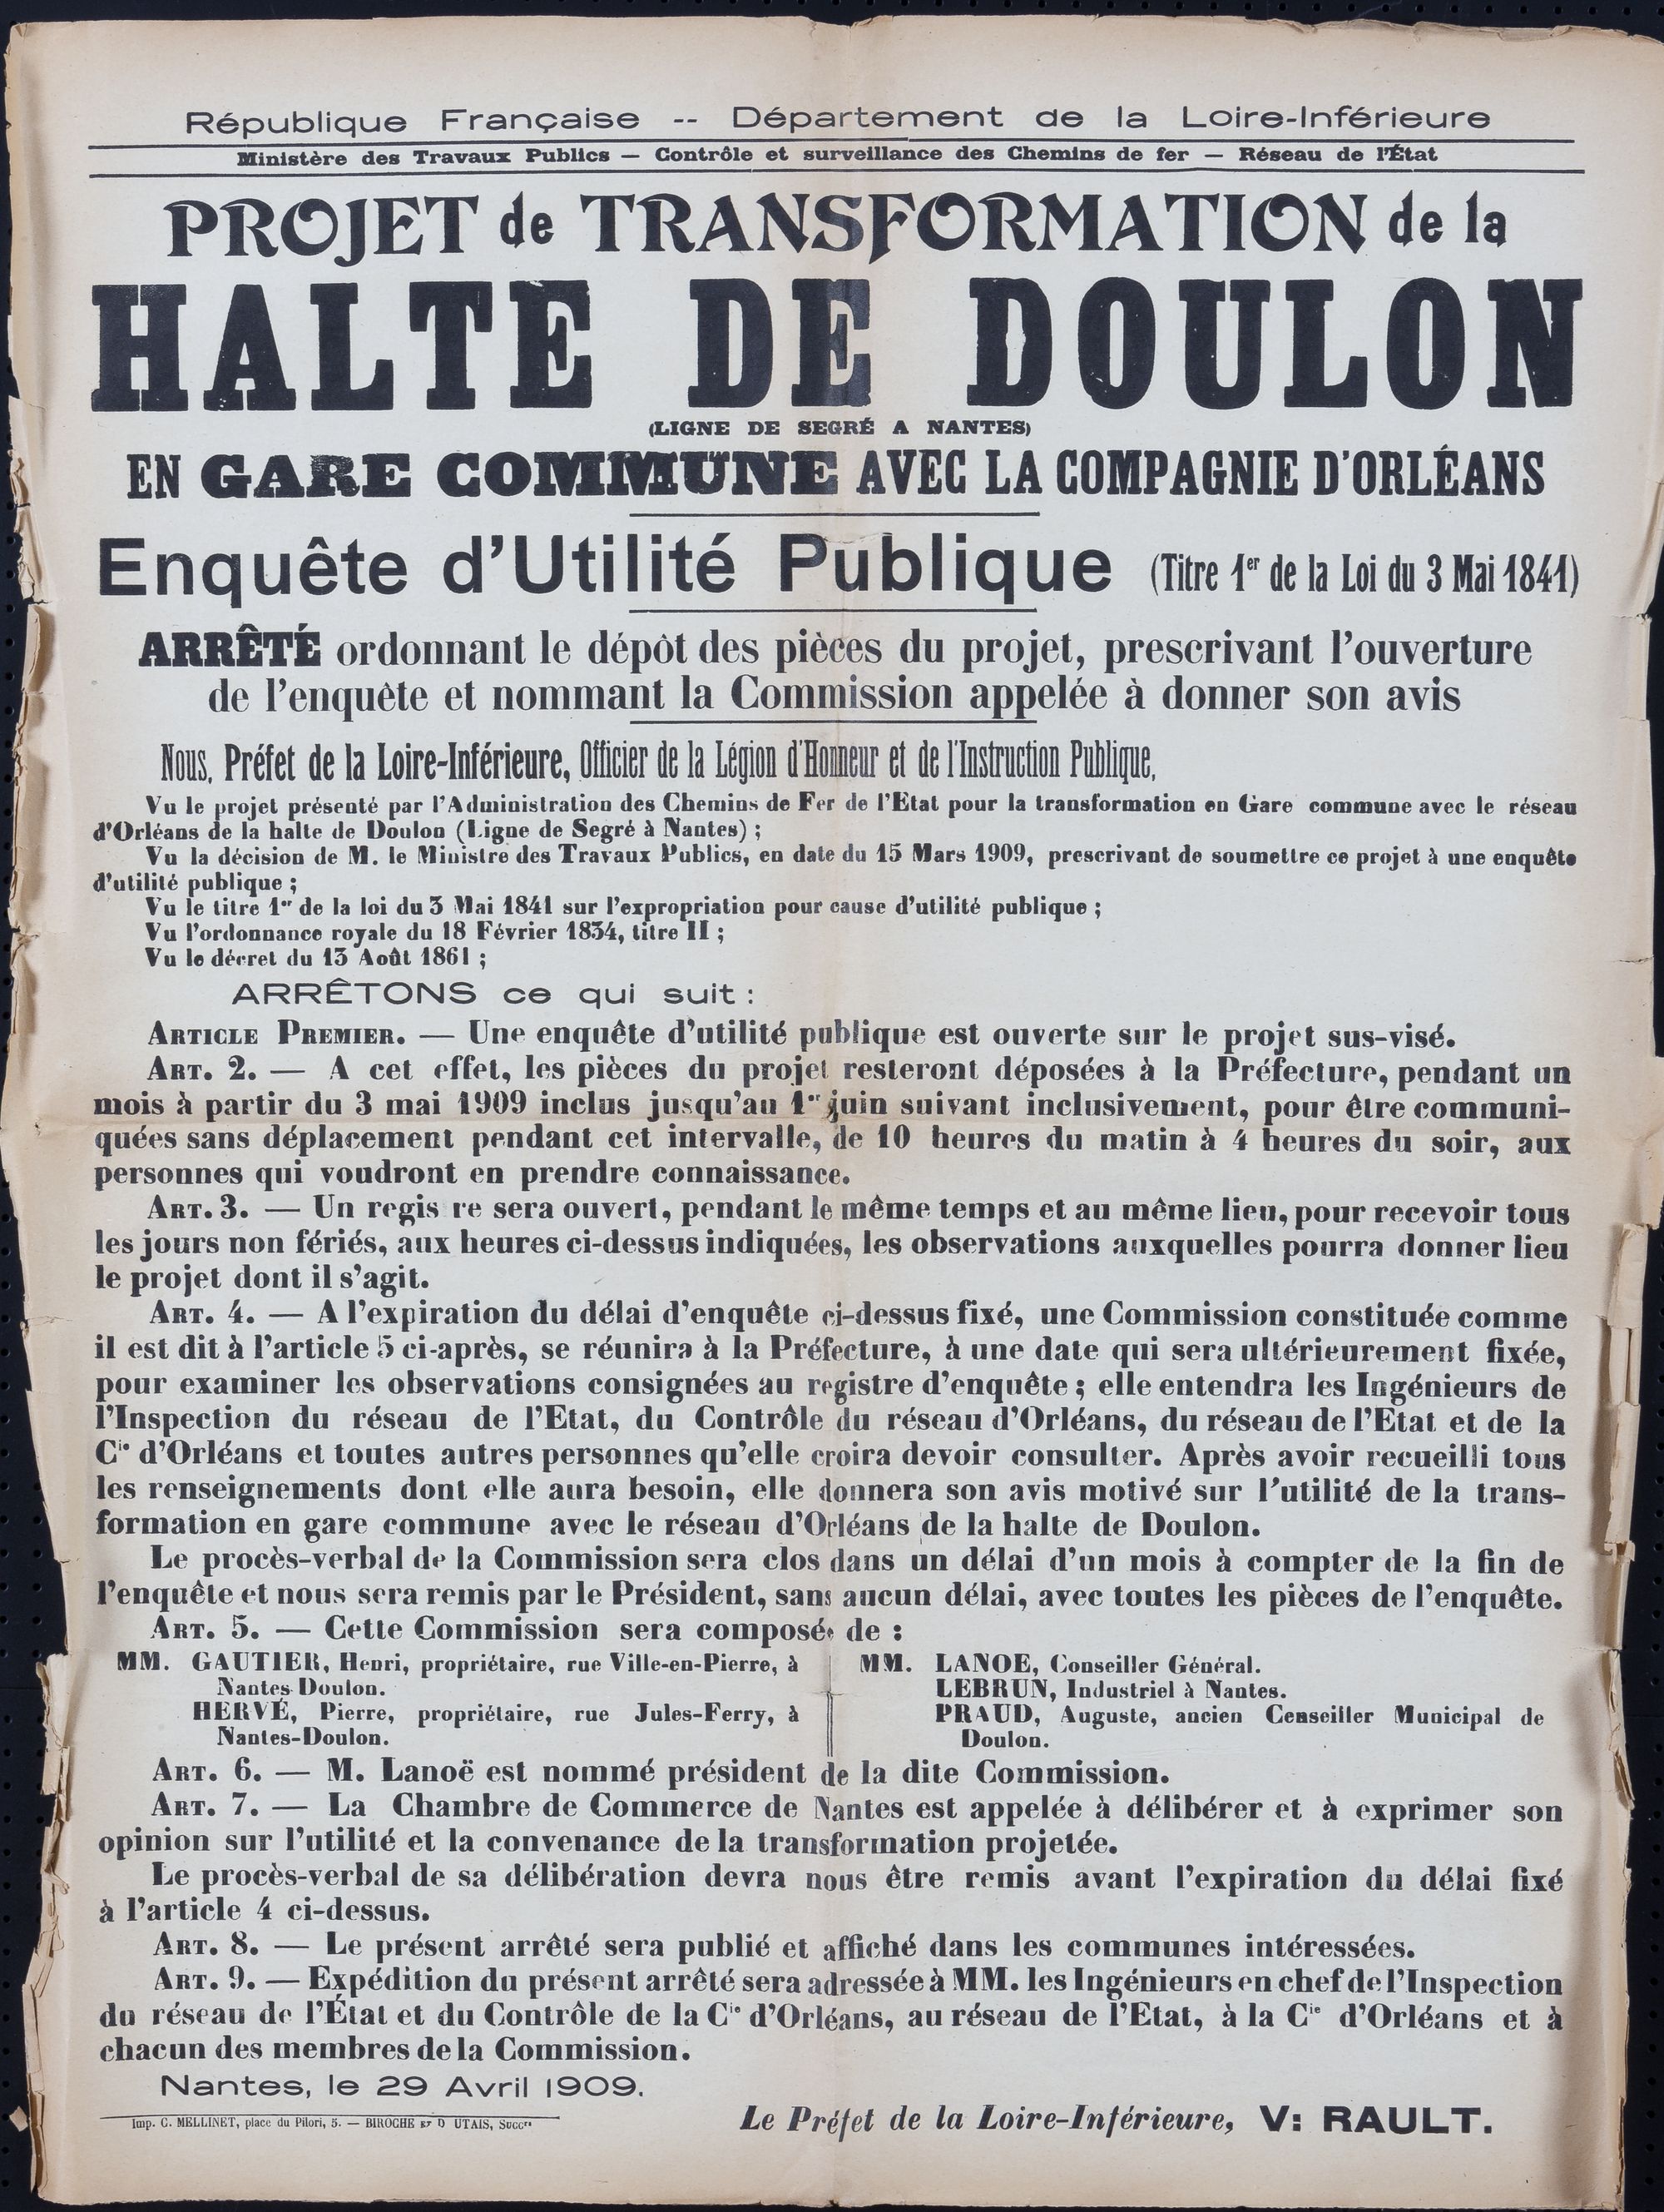 République Française -- Département de la Loire-Inférieure
Ministère des Travaux Publics — Contrôle et surveillance des Chemins de fer — Réseau de l'État
PROJET de TRANSFORMATION de la
HALTE DE DOULON
(LIGNE DE SEGRÉ A NANTES)
EN GARE COMMUNE AVEC LA COMPAGNIE D'ORLÉANS
Enquête d'Utilité Publique (Titre 1er de la Loi du 3 Mai 1841)
ARRÊTÉ ordonnant le dépôt des pièces du projet, prescrivant l'ouverture
de l'enquête et nommant la Commission appelée à donner son avis
Nous, Préfet de la Loire-Inférieure, Officier de la Légion d'Honneur et de l'Instruction Publique,
Vu le projet présenté par l'Administration des Chemins de Fer de l'Etat pour la transformation en Gare commune avec le réseau
d'Orléans de la halte de Doulon (Ligne de Segré à Nantes) ;
Vu la décision de M. le Ministre des Travaux Publics, en date du 15 Mars 1909, prescrivant de soumettre ce projet à une enquête
d'utilité publique ;
Vu le titre 1er de la loi du 3 Mai 1841 sur l'expropriation pour cause d'utilité publique ;
Vu l'ordonnance royale du 18 Février 1834, titre II ;
Vu le décret du 13 Août 1861 ;
ARRÊTONS ce qui suit :
ARTICLE PREMIER. — Une enquête d'utilité publique est ouverte sur le projet sus-visé.
ART. 2. — A cet effet, les pièces du projet resteront déposées à la Préfecture, pendant un
mois à partir du 3 mai 1909 inclus jusqu'au 1er juin suivant inclusivement, pour être communi-
quées sans déplacement pendant cet intervalle, de 10 heures du matin à 4 heures du soir, aux
personnes qui voudront en prendre connaissance.
ART. 3. — Un regis re sera ouvert, pendant le même temps et au même lieu, pour recevoir tous
les jours non fériés, aux heures ci-dessus indiquées, les observations auxquelles pourra donner lieu
le projet dont il s'agit.
ART. 4. — A l'expiration du délai d'enquête ci-dessus fixé, une Commission constituée comme
il est dit à l'article 5 ci-après, se réunira à la Préfecture, à une date qui sera ultérieurement fixée,
pour examiner les observations consignées au registre d'enquête ; elle entendra les Ingénieurs de
l'Inspection du réseau de l'Etat, du Contrôle du réseau d'Orléans, du réseau de l'Etat et de la
Cie d'Orléans et toutes autres personnes qu'elle croira devoir consulter. Après avoir recueilli tous
les renseignements dont elle aura besoin, elle donnera son avis motivé sur l'utilité de la trans-
formation en gare commune avec le réseau d'Orléans de la halte de Doulon.
Le procès-verbal de la Commission sera clos dans un délai d'un mois à compter de la fin de
l'enquête et nous sera remis par le Président, sans aucun délai, avec toutes les pièces de l'enquête.
ART. 5. — Cette Commission sera composée de :
MM. GAUTIER, Henri, propriétaire, rue Ville-en-Pierre, à
Nantes-Doulon.
HERVÉ, Pierre, propriétaire, rue Jules-Ferry, à
Nantes-Doulon.
MM. LANOE, Conseiller Général.
LEBRUN, Industriel à Nantes.
PRAUD, Auguste, ancien Conseiller Municipal de
Doulon.
ART. 6. — M. Lanoë est nommé président de la dite Commission.
ART. 7. — La Chambre de Commerce de Nantes est appelée à délibérer et à exprimer son
opinion sur l'utilité et la convenance de la transformation projetée.
Le procès-verbal de sa délibération devra nous être remis avant l'expiration du délai fixé
à l'article 4 ci-dessus.
ART. 8. — Le présent arrêté sera publié et affiché dans les communes intéressées.
ART. 9. — Expédition du présent arrêté sera adressée à MM. les Ingénieurs en chef de l'Inspection
du réseau de l'État et du Contrôle de la Cie d'Orléans, au réseau de l'Etat, à la Cie d'Orléans et à
chacun des membres de la Commission.
Nantes, le 29 Avril 1909.
Le Préfet de la Loire-Inférieure, V: RAULT.
Imp. C. MELLINET, place du Pilori, 5. — BIROCHE ET D UTAIS, Succrs